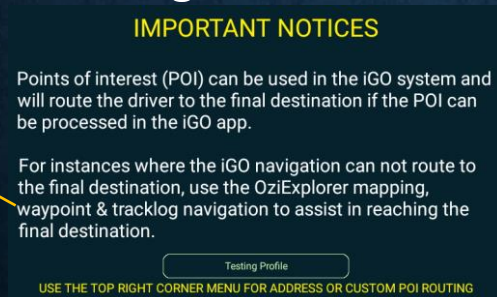 IMPORTANT NOTICES
Points of interest (POI) can be used in the iGO system and
will route the driver to the final destination if the POI can
be processed in the iGO app.
For instances where the iGO navigation can not route to
the final destination, use the OziExplorer mapping,
waypoint & tracklog navigation to assist in reaching the
final destination.
Testing Profile
USE THE TOP RIGHT CORNER MENU FOR ADDRESS OR CUSTOM POI ROUTING